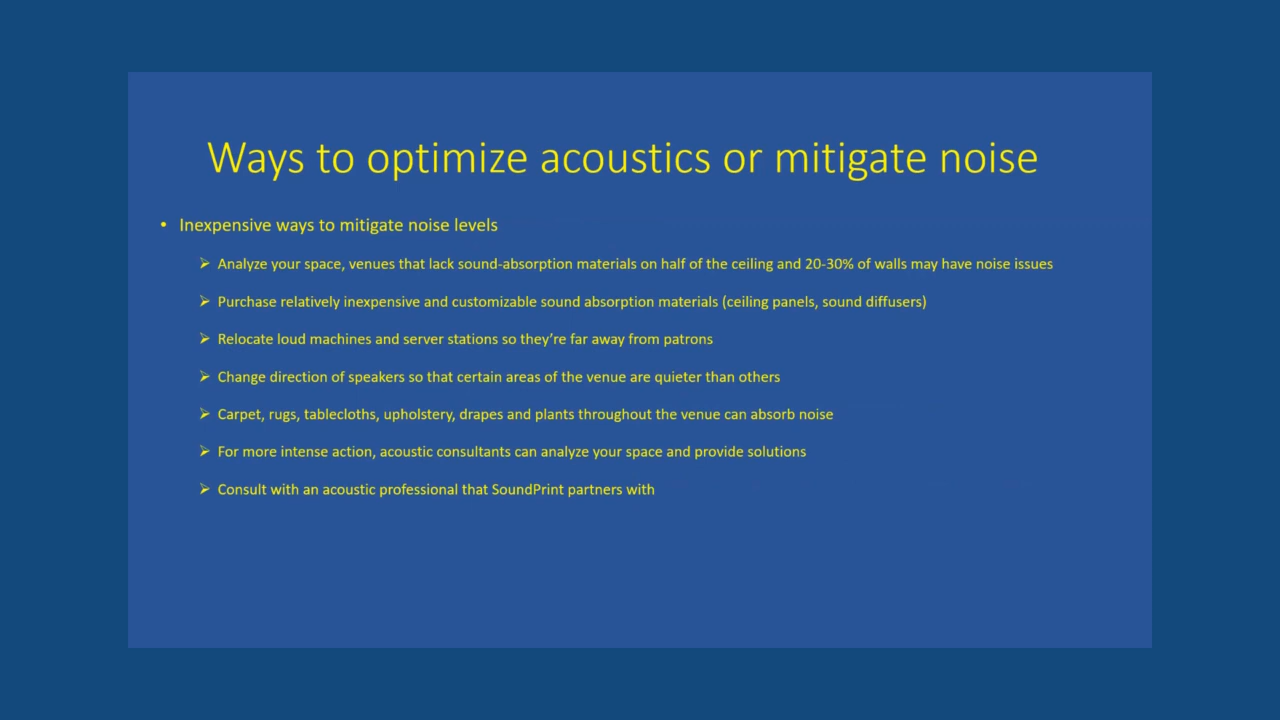 Ways to optimize acoustics or mitigate noise
• Inexpensive ways to mitigate noise levels
➢ Analyze your space, venues that lack sound-absorption materials on half of the ceiling and 20-30% of walls may have noise issues
➢ Purchase relatively inexpensive and customizable sound absorption materials (ceiling panels, sound diffusers)
➢ Relocate loud machines and server stations so they’re far away from patrons
➢ Change direction of speakers so that certain areas of the venue are quieter than others
➢ Carpet, rugs, tablecloths, upholstery, drapes and plants throughout the venue can absorb noise
➢ For more intense action, acoustic consultants can analyze your space and provide solutions
➢ Consult with an acoustic professional that SoundPrint partners with